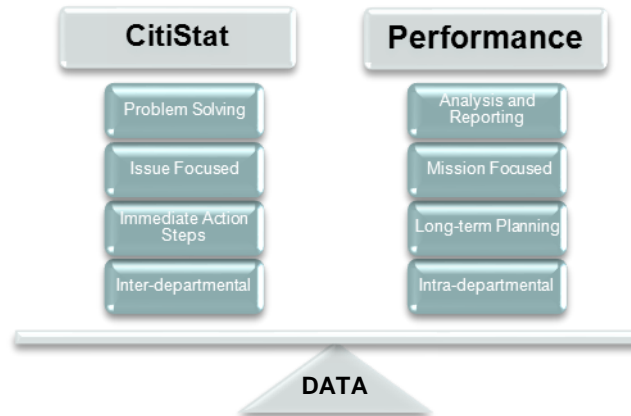 CitiStat
Problem Solving
Issue Focused
Immediate Action
Steps
Inter-departmental
Performance
Analysis and
Reporting
Mission Focused
Long-term Planning
Intra-departmental
DATA